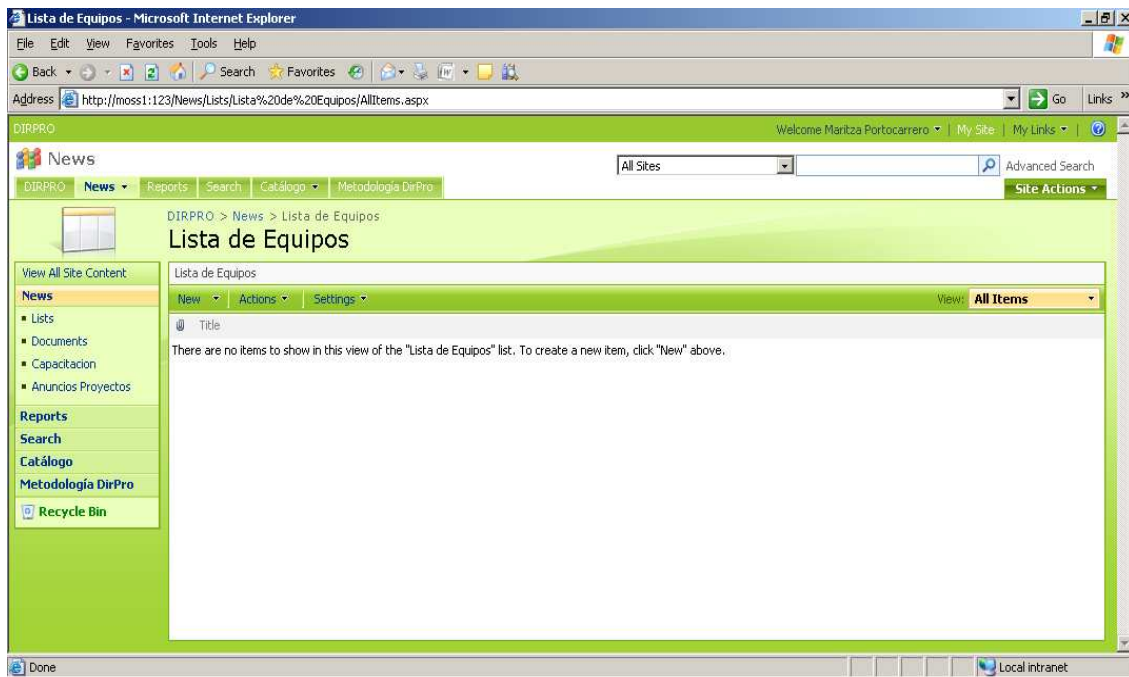 Lista de Equipos - Microsoft Internet Explorer
File Edit View Favorites Tools Help
Back Search Favorites
Address http://moss1:123/News/Lists/Lista%20de%20Equipos/AllItems.aspx Go Links »
DIRPRO Welcome Maritza Portocarrero | My Site | My Links |
News All Sites Advanced Search
DIRPRO News Reports Search Catálogo Metodología DirPro Site Actions
DIRPRO > News > Lista de Equipos
Lista de Equipos
View All Site Content
Lista de Equipos
News
New Actions Settings View: All Items
Lists
Title
Documents
There are no items to show in this view of the "Lista de Equipos" list. To create a new item, click "New" above.
Capacitacion
Anuncios Proyectos
Reports
Search
Catálogo
Metodología DirPro
Recycle Bin
Done Local intranet